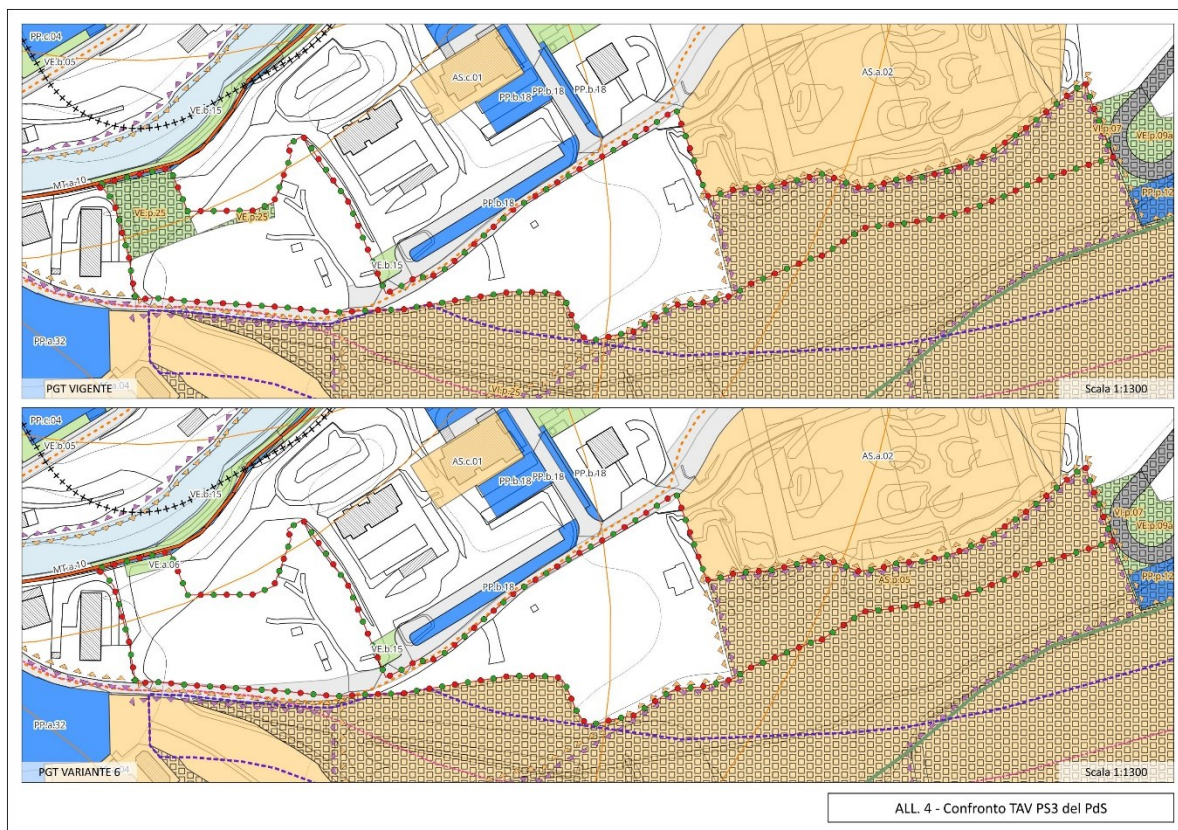 PP.c.04
VE.b.05
VE.b.15
AS.c.01
PP.b.18
PP.b.18
PP.b.18
AS.a.02
VI.p.07
VE.p.09a
PP.p.12
MT-a.10
VE.p.25
VE.p.25
PP.b.18
VE.b.15
PP.a.32
VI.p.25
PGT VIGENTE
Scala 1:1300
PP.c.04
VE.b.05
VE.b.15
AS.c.01
PP.b.18
PP.b.18
PP.b.18
AS.a.02
VI.p.07
VE.p.09a
PP.p.12
MT-a.10
VE.a.06
AS.p.05
PP.b.18
VE.b.15
PP.a.32
PGT VARIANTE 6
Scala 1:1300
ALL. 4 - Confronto TAV PS3 del PdS